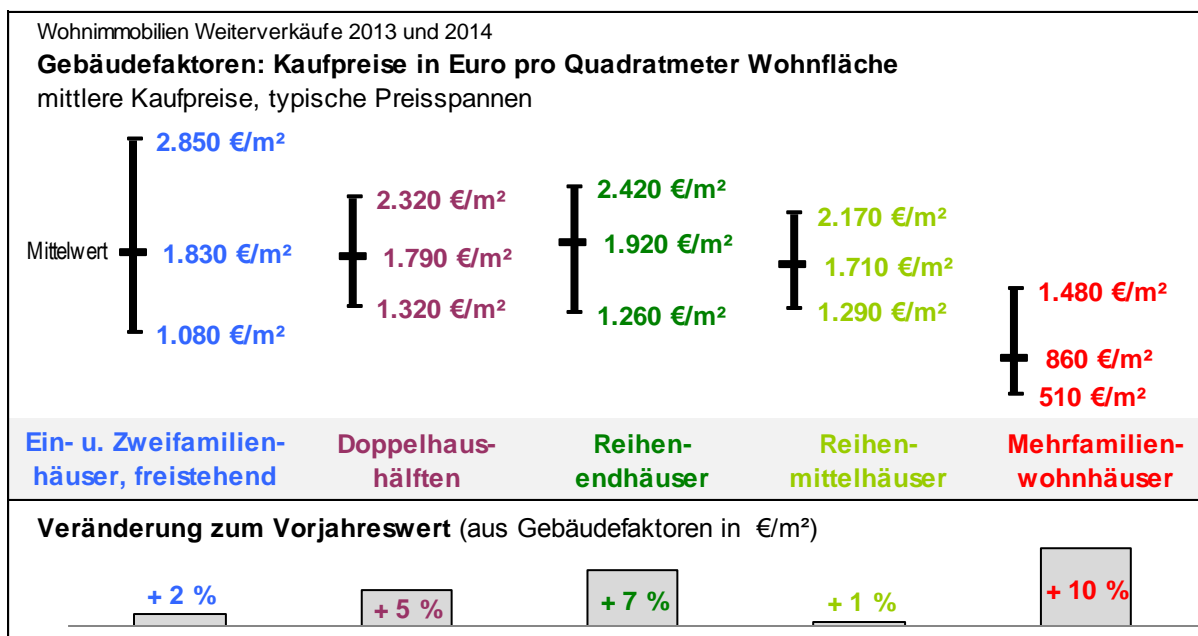 Wohnimmobilien Weiterverkäufe 2013 und 2014
Gebäudefaktoren: Kaufpreise in Euro pro Quadratmeter Wohnfläche
mittlere Kaufpreise, typische Preisspannen
2.850 €/m²
2.320 €/m²
2.420 €/m²
2.170 €/m²
Mittelwert
1.830 €/m²
1.790 €/m²
1.920 €/m²
1.710 €/m²
1.480 €/m²
1.080 €/m²
1.320 €/m²
1.260 €/m²
1.290 €/m²
860 €/m²
510 €/m²
Ein- u. Zweifamilien-
häuser, freistehend
Doppelhaus-
hälften
Reihen-
endhäuser
Reihen-
mittelhäuser
Mehrfamilien-
wohnhäuser
Veränderung zum Vorjahreswert (aus Gebäudefaktoren in €/m²)
+ 2 %
+ 5 %
+ 7 %
+ 1 %
+ 10 %